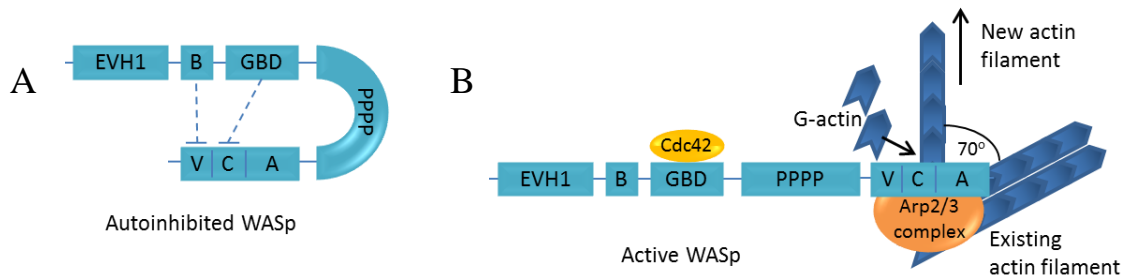 A
EVH1 B GBD
PPPP
V C A
Autoinhibited WASp
B
New actin
filament
G-actin
70°
Cdc42
EVH1 B GBD PPPP V C A
Arp2/3
complex
Existing
actin filament
Active WASp